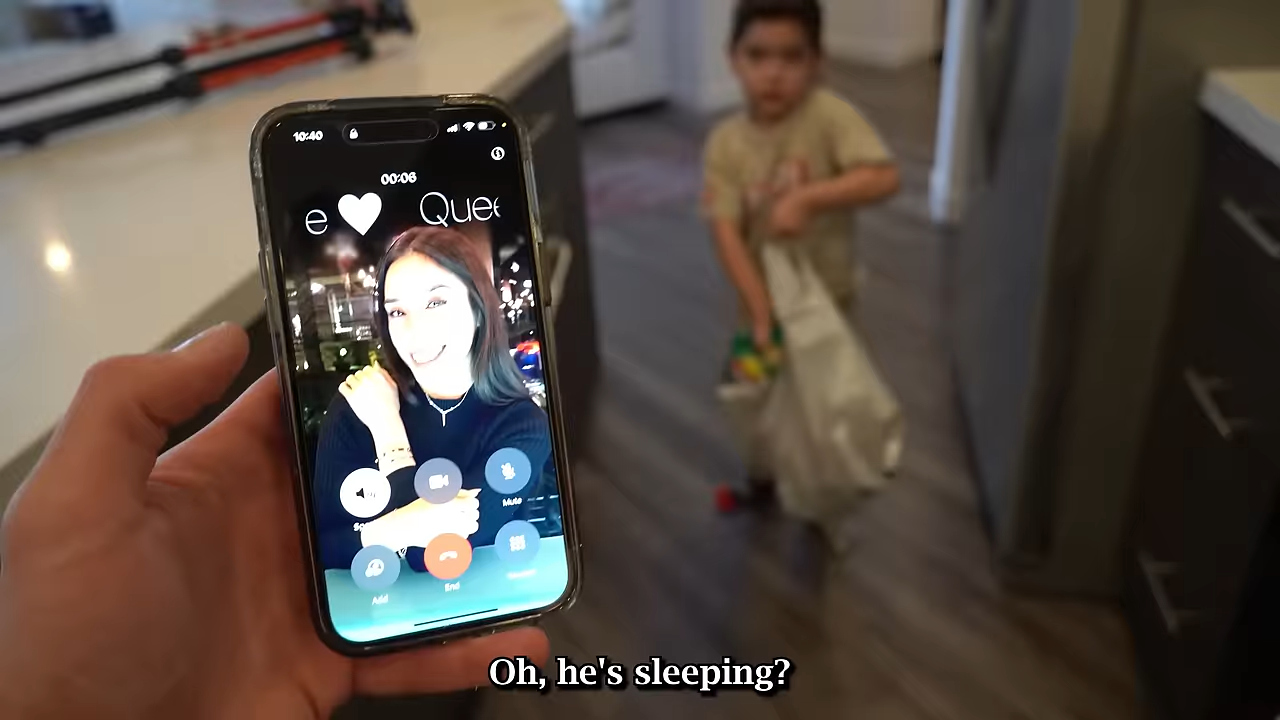 10:40
00:06
e 🤍 Quee
Mute
Add
End
Oh, he's sleeping?